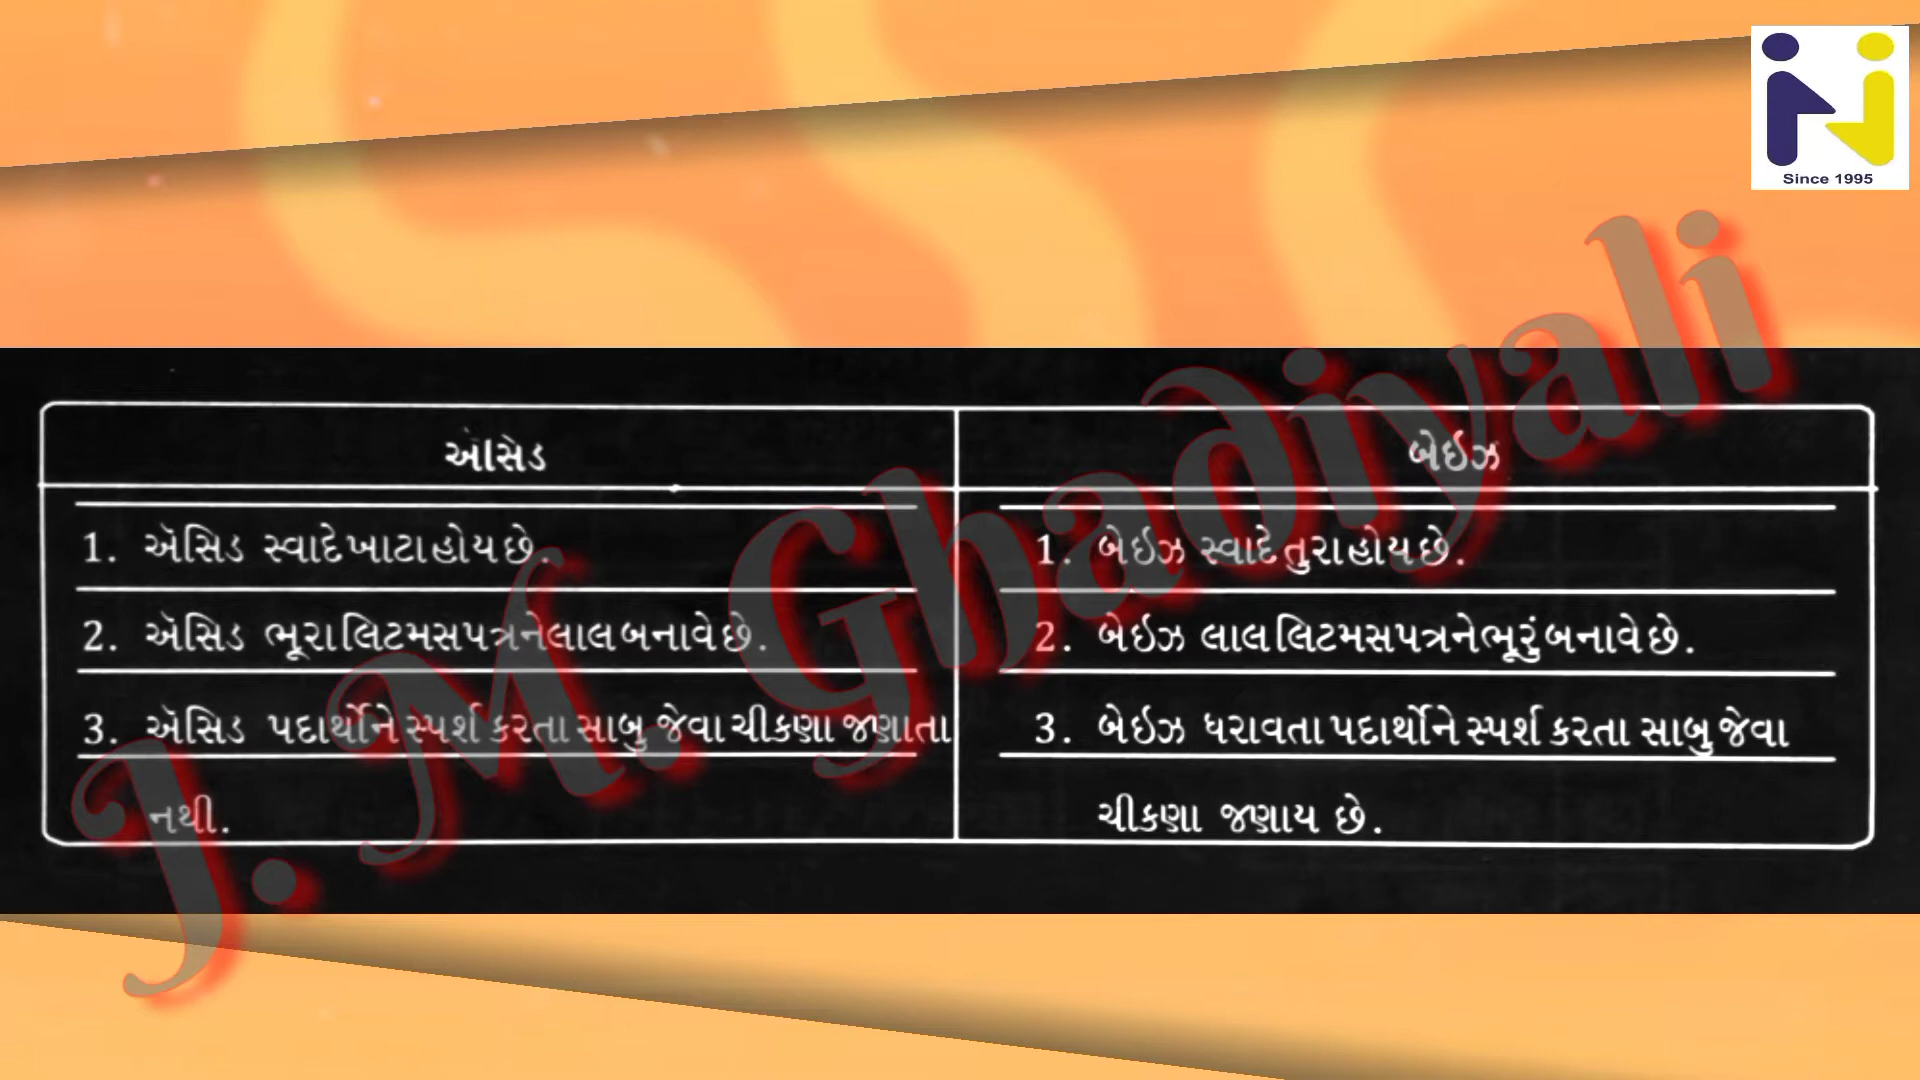 Since 1995
J. M. Ghadiyali
ઍસિડ
બેઇઝ
1. ઍસિડ સ્વાદે ખાટા હોય છે.
2. ઍસિડ ભૂરા લિટમસપત્રને લાલ બનાવે છે.
3. ઍસિડ પદાર્થોને સ્પર્શ કરતા સાબુ જેવા ચીકણા જણાતા
નથી.
1. બેઇઝ સ્વાદે તુરા હોય છે.
2. બેઇઝ લાલ લિટમસપત્રને ભૂરું બનાવે છે.
3. બેઇઝ ધરાવતા પદાર્થોને સ્પર્શ કરતા સાબુ જેવા
ચીકણા જણાય છે.